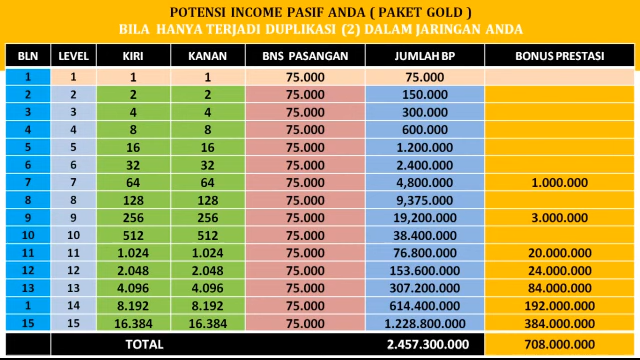 POTENSI INCOME PASIF ANDA ( PAKET GOLD )
BILA HANYA TERJADI DUPLIKASI (2) DALAM JARINGAN ANDA
BLN LEVEL KIRI KANAN BNS PASANGAN JUMLAH BP BONUS PRESTASI
1 1 1 1 75.000 75.000
2 2 2 2 75.000 150.000
3 3 4 4 75.000 300.000
4 4 8 8 75.000 600.000
5 5 16 16 75.000 1.200.000
6 6 32 32 75.000 2.400.000
7 7 64 64 75.000 4,800.000 1.000.000
8 8 128 128 75.000 9,375.000
9 9 256 256 75.000 19,200.000 3.000.000
10 10 512 512 75.000 38.400.000
11 11 1.024 1.024 75.000 76.800.000 20.000.000
12 12 2.048 2.048 75.000 153.600.000 24.000.000
13 13 4.096 4.096 75.000 307.200.000 84.000.000
1 14 8.192 8.192 75.000 614.400.000 192.000.000
15 15 16.384 16.384 75.000 1.228.800.000 384.000.000
TOTAL 2.457.300.000 708.000.000